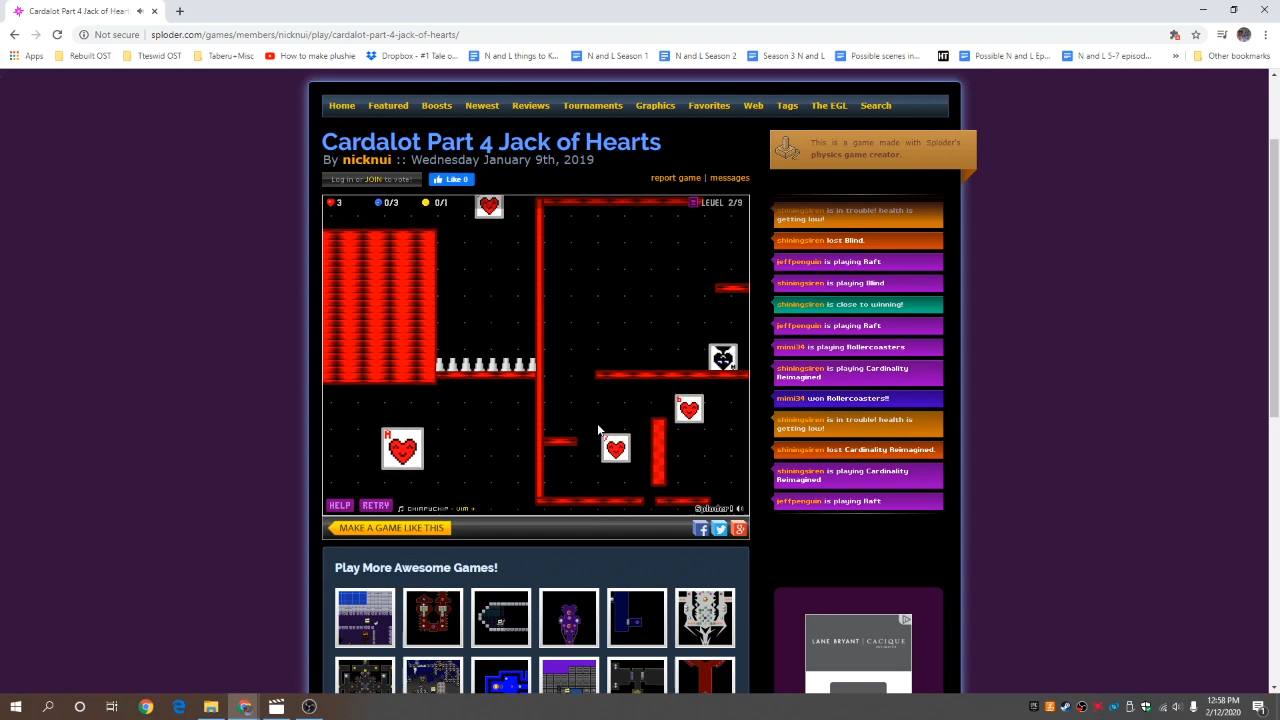 Cardalot Part 4 Jack of H
Not secure | sploder.com/games/members/nicknui/play/cardalot-part-4-jack-of-hearts/
Apps Rebuilt OST Tteswid OST Taberu+Misc How to publish yo... Dropbox - #1 Tale o... N and L things to w... N and L Season 1 N and L Season 2 Season 3 N and L HT Possible N and L Ep... N and L 5-7 episod... » Other bookmarks
Home Featured Boosts Newest Reviews Tournaments Graphics Favorites Web Tags The EGL Search
Cardalot Part 4 Jack of Hearts
By nicknui :: Wednesday January 9th, 2019
Log in or JOIN to vote! Like 0
report game | messages
3 0/3 0/1 LEVEL 2/9
HELP RETRY
Sploder!
MAKE A GAME LIKE THIS
Play More Awesome Games!
This is a game made with Sploder's
physics game creator.
shiningsiren is in trouble! health is
getting low!
shiningsiren lost Blind.
jeffpenguin is playing Raft
shiningsiren is playing Blind
shiningsiren is close to winning!
jeffpenguin is playing Raft
mimi34 is playing Rollercoasters
shiningsiren is playing Cardinality
Reimagined
mimi34 won Rollercoasters!!
shiningsiren is in trouble! health is
getting low!
shiningsiren lost Cardinality Reimagined.
shiningsiren is playing Cardinality
Reimagined
jeffpenguin is playing Raft
LANE BRYANT | CACIQUE
12:58 PM
2/12/2020